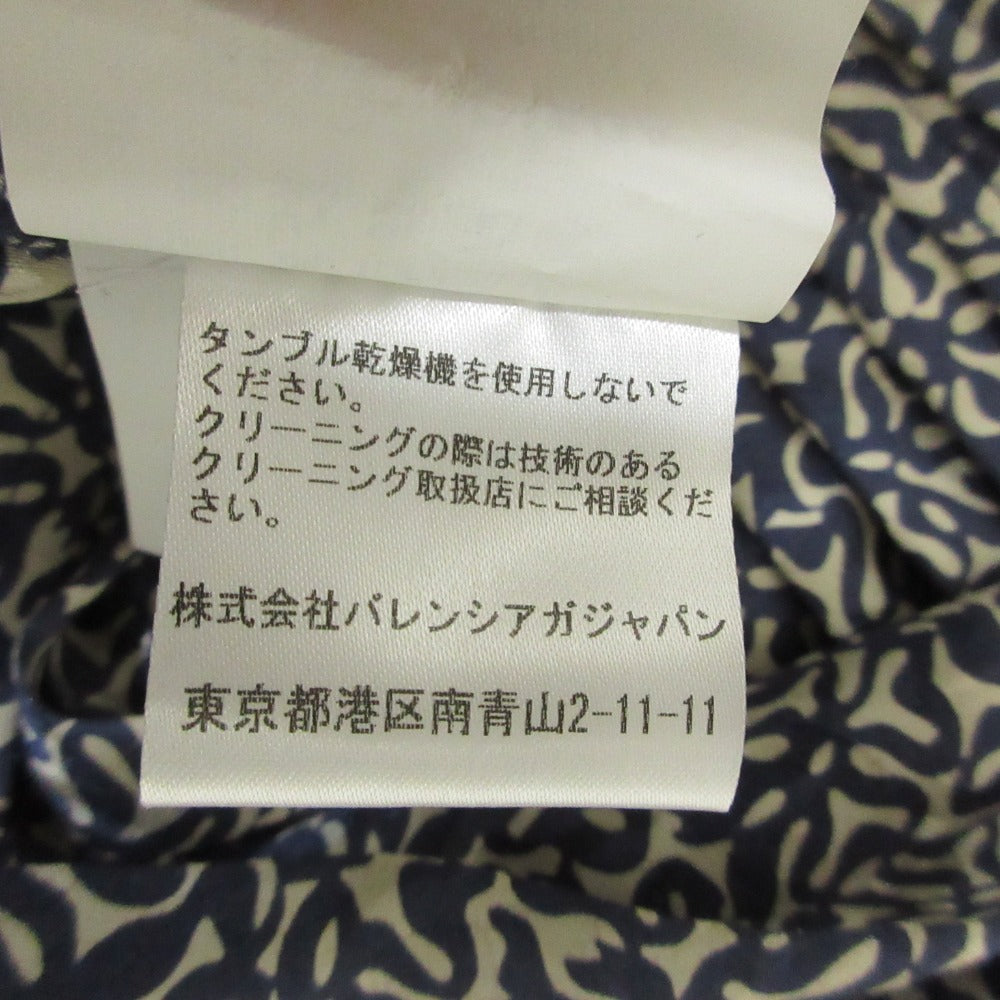 タンブル乾燥機を使用しないで
ください。
クリーニングの際は技術のある
クリーニング取扱店にご相談くだ
さい。
株式会社バレンシアガジャパン
東京都港区南青山2-11-11